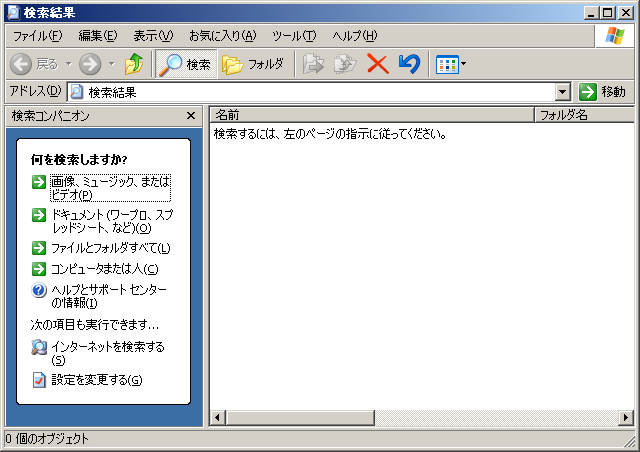 検索結果
ファイル(F) 編集(E) 表示(V) お気に入り(A) ツール(T) ヘルプ(H)
戻る 検索 フォルダ
アドレス(D) 検索結果 移動
検索コンパニオン
名前 フォルダ名
検索するには、左のページの指示に従ってください。
何を検索しますか?
画像、ミュージック、または
ビデオ(P)
ドキュメント (ワープロ、スプ
レッドシート、など)(O)
ファイルとフォルダすべて(L)
コンピュータまたは人(C)
ヘルプとサポート センター
の情報(I)
次の項目も実行できます...
インターネットを検索する
(S)
設定を変更する(G)
0 個のオブジェクト